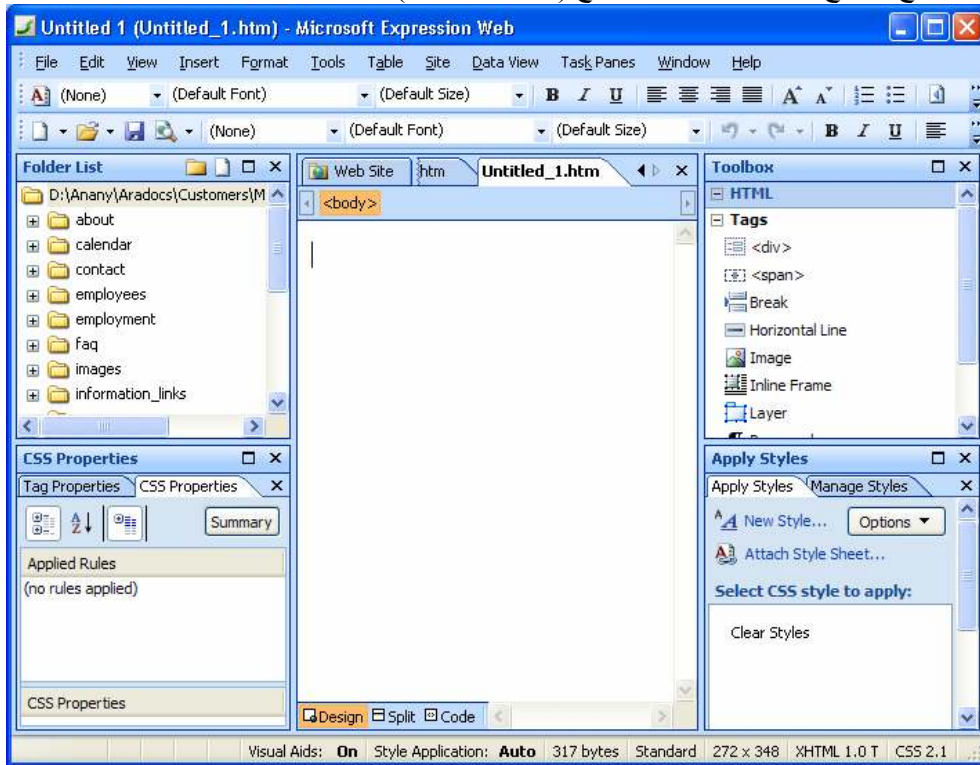 Untitled 1 (Untitled_1.htm) - Microsoft Expression Web
File Edit View Insert Format Tools Table Site Data View Task Panes Window Help
(None) (Default Font) (Default Size) B I U
(None) (Default Font) (Default Size) B I U
Folder List
D:\Anany\Aradocs\Customers\M
about
calendar
contact
employees
employment
faq
images
information_links
Web Site htm Untitled_1.htm
<body>
Design Split Code
Toolbox
HTML
Tags
<div>
<span>
Break
Horizontal Line
Image
Inline Frame
Layer
CSS Properties
Tag Properties CSS Properties
Summary
Applied Rules
(no rules applied)
CSS Properties
Apply Styles
Apply Styles Manage Styles
New Style... Options
Attach Style Sheet...
Select CSS style to apply:
Clear Styles
Visual Aids: On Style Application: Auto 317 bytes Standard 272 x 348 XHTML 1.0 T CSS 2.1